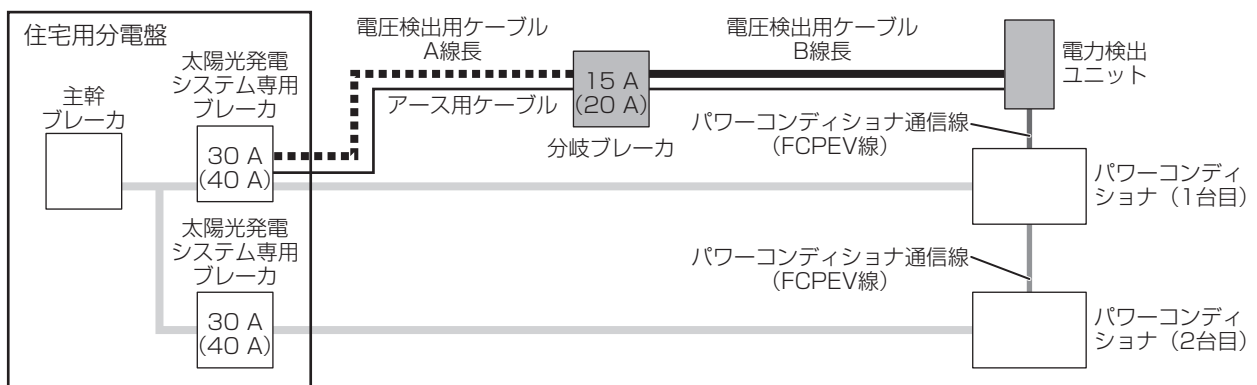 住宅用分電盤
主幹
ブレーカ
太陽光発電
システム専用
ブレーカ
30 A
(40 A)
太陽光発電
システム専用
ブレーカ
30 A
(40 A)
電圧検出用ケーブル
A線長
アース用ケーブル
15 A
(20 A)
分岐ブレーカ
電圧検出用ケーブル
B線長
電力検出
ユニット
パワーコンディショナ通信線
(FCPEV線)
パワーコンディ
ショナ(1台目)
パワーコンディショナ通信線
(FCPEV線)
パワーコンディ
ショナ(2台目)